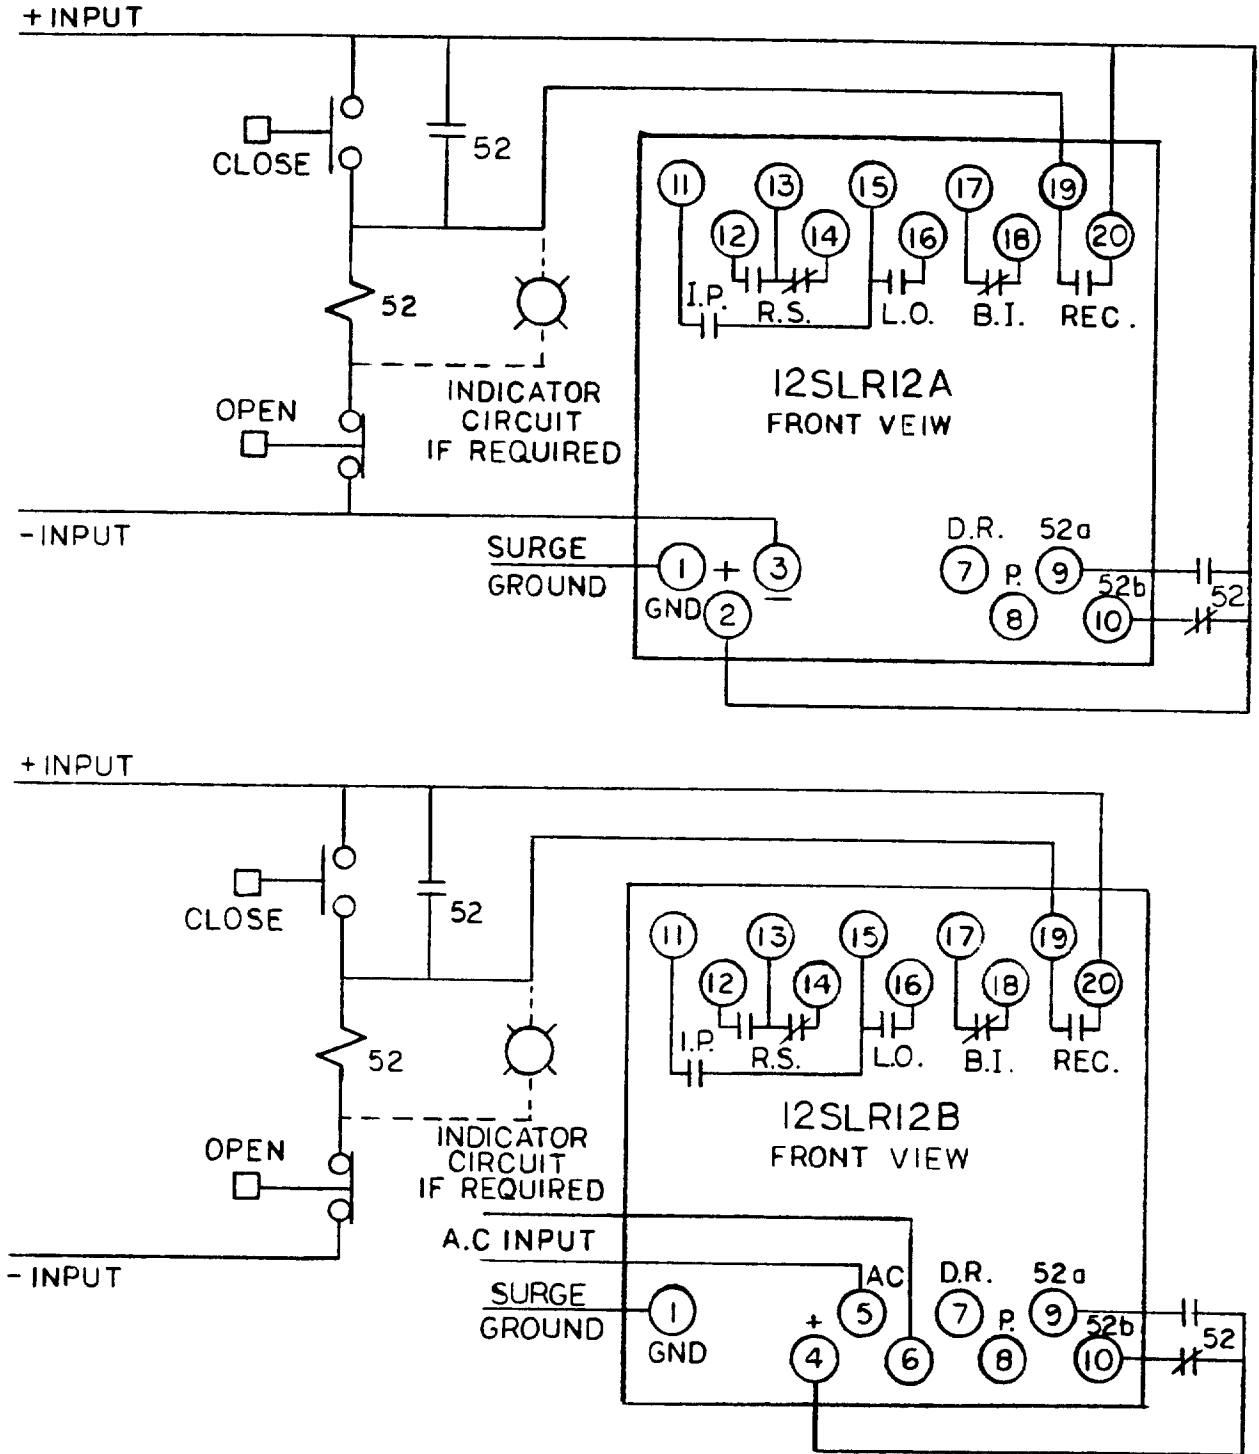 + INPUT
CLOSE
52
11 13 15 17 19
12 14 16 18 20
I.P. R.S. L.O. B.I. REC.
52
12SLR12A
FRONT VEIW
INDICATOR
CIRCUIT
IF REQUIRED
OPEN
- INPUT
SURGE
GROUND
1 + 3
GND 2 −
D.R. 52a
7 P. 9
8 52b 10
52
+ INPUT
CLOSE
52
11 13 15 17 19
12 14 16 18 20
I.P. R.S. L.O. B.I. REC.
52
12SLR12B
FRONT VIEW
INDICATOR
CIRCUIT
IF REQUIRED
OPEN
A.C INPUT
- INPUT
SURGE
GROUND
1
GND
+ 4
AC 5 6
D.R. 52a
7 P. 9
8 52b 10
52